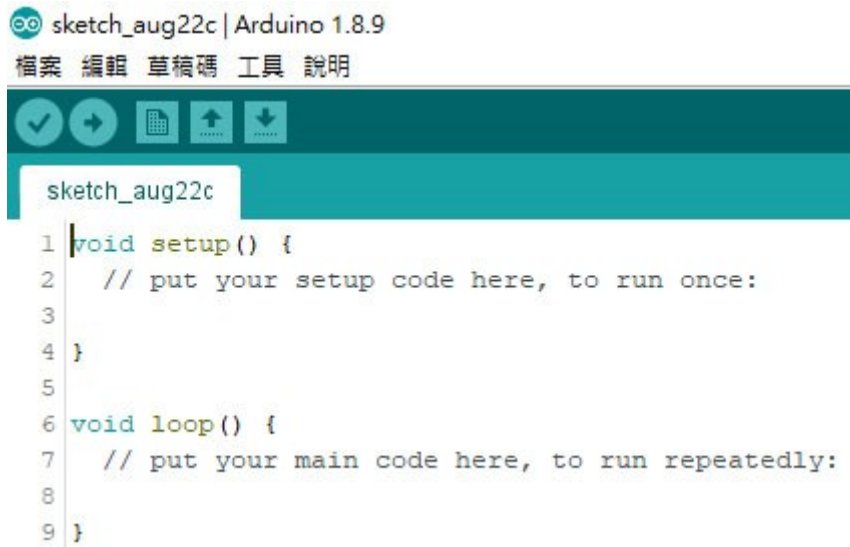 sketch_aug22c | Arduino 1.8.9
檔案 編輯 草稿碼 工具 說明
sketch_aug22c
1 void setup() {
2 // put your setup code here, to run once:
3
4 }
5
6 void loop() {
7 // put your main code here, to run repeatedly:
8
9 }